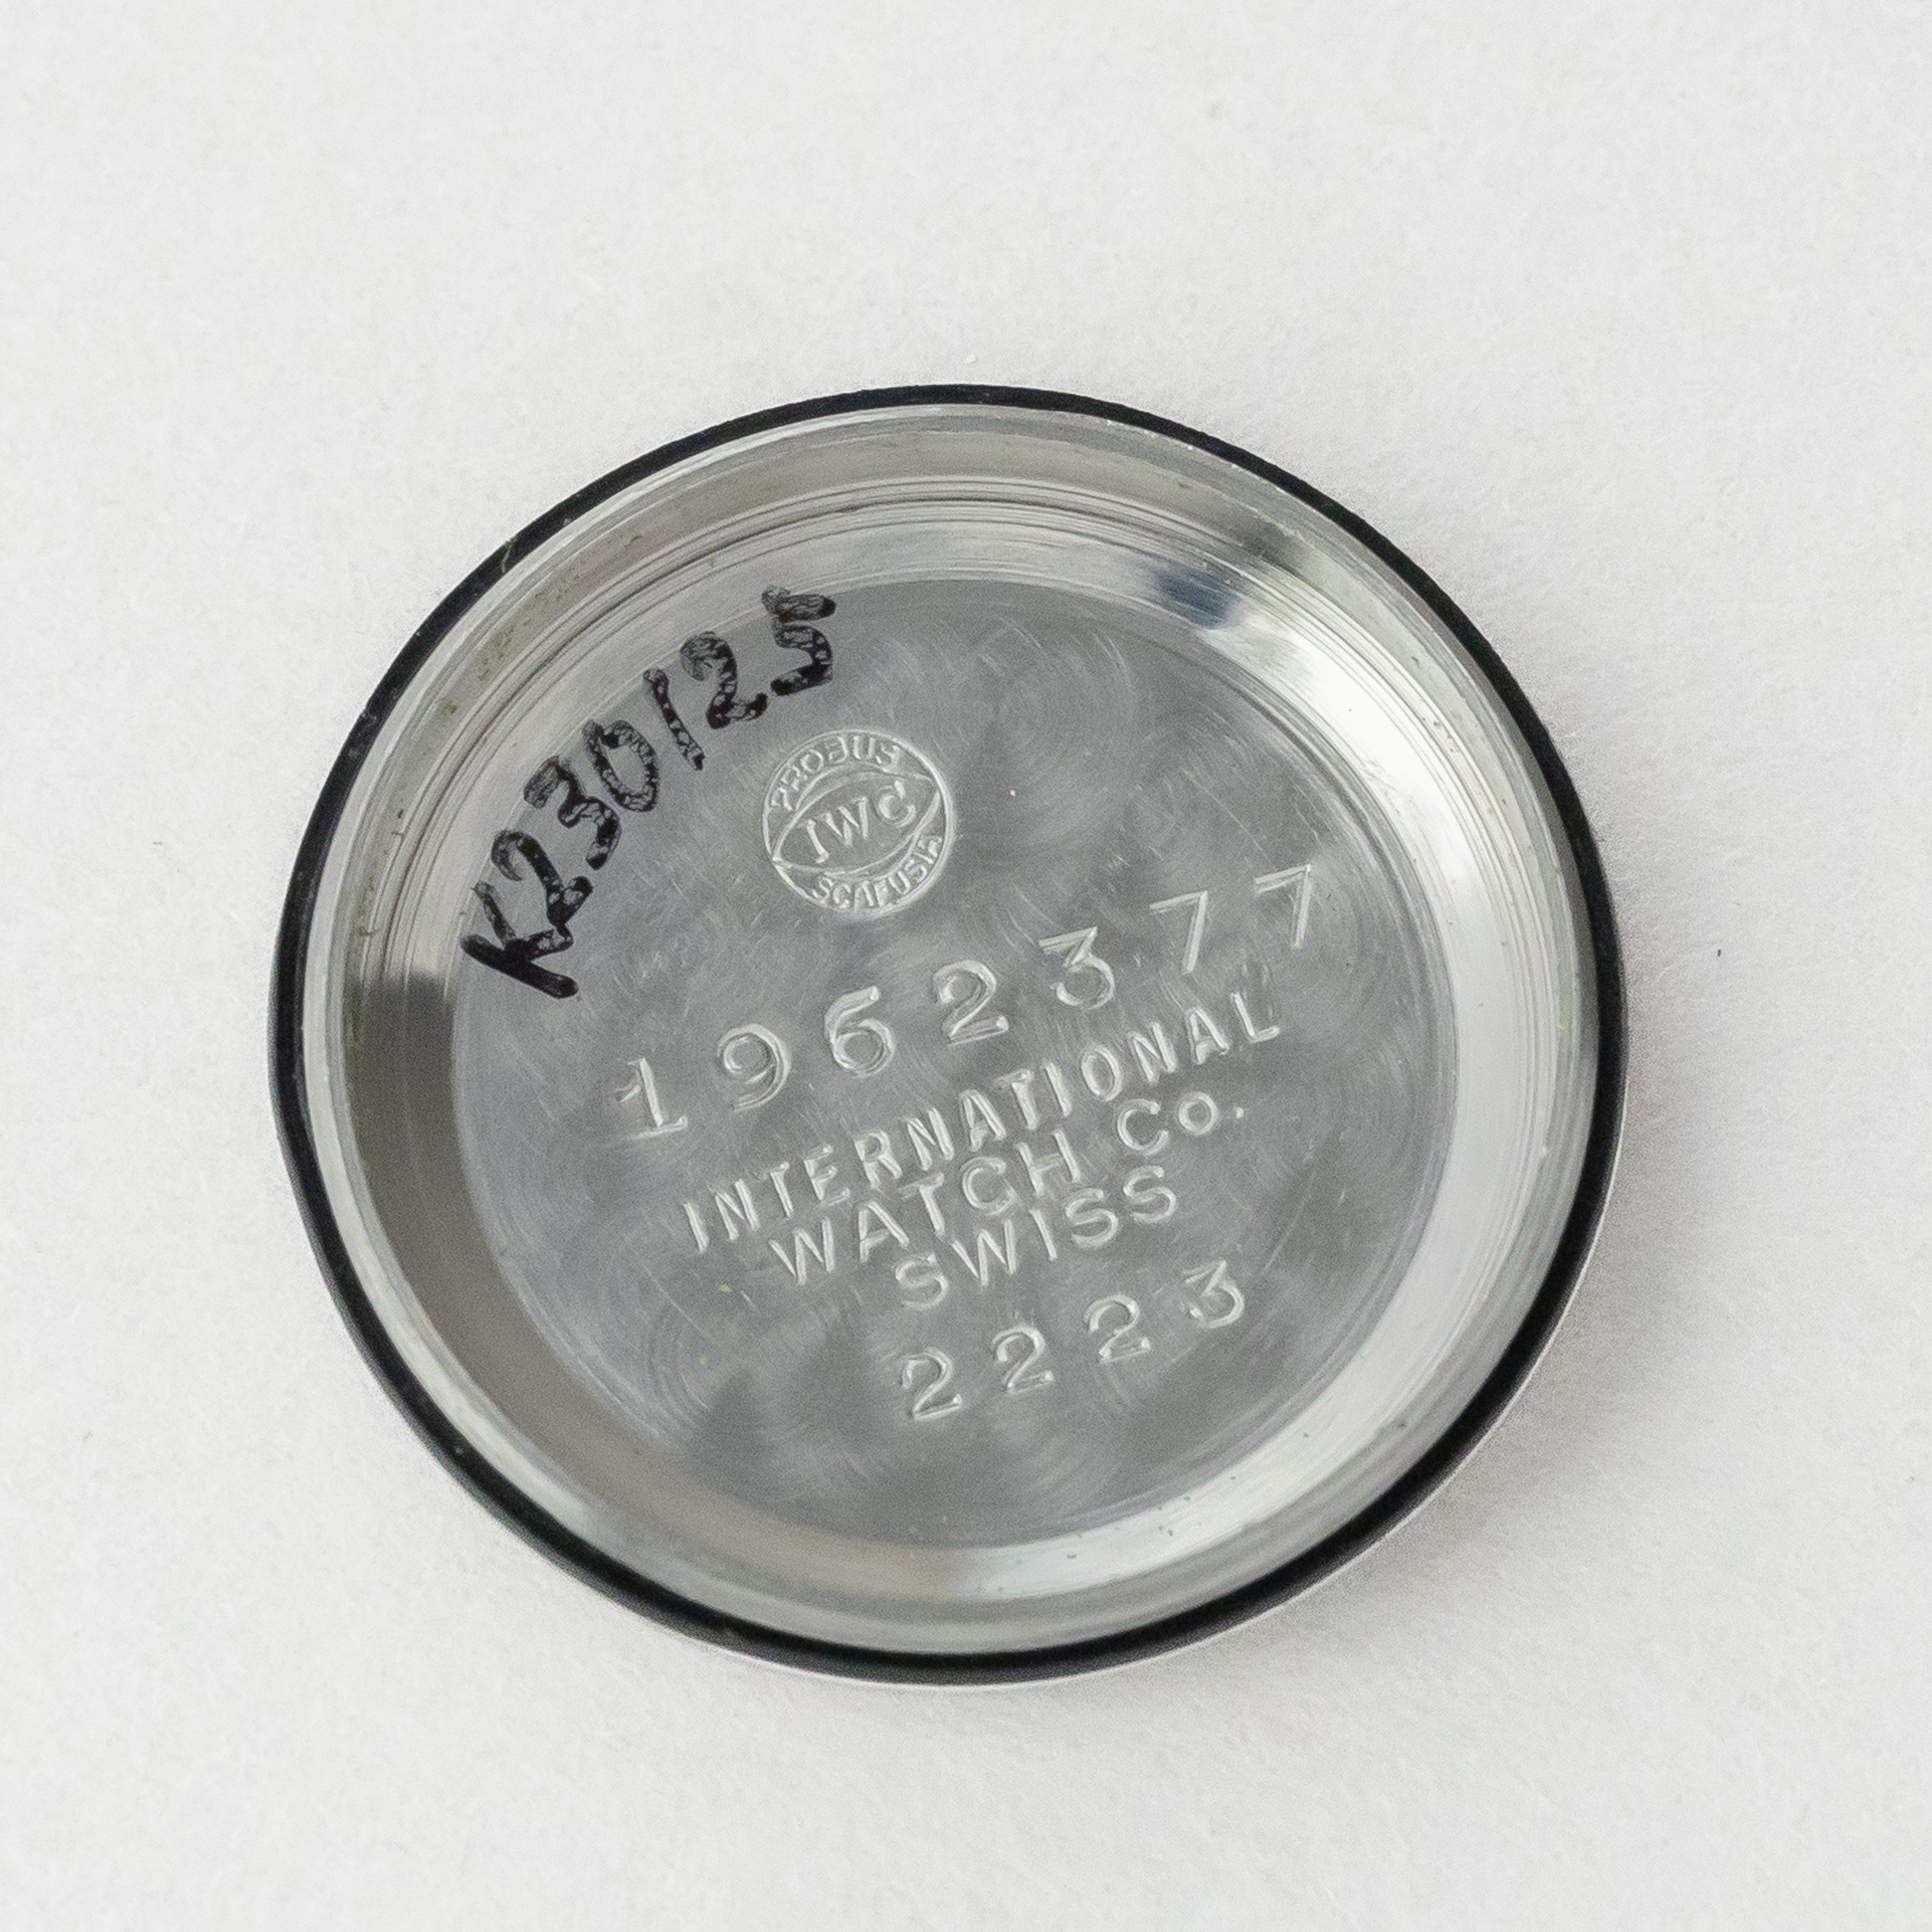 K230125
PROBUS
IWC
SCAFUSIA
1962377
INTERNATIONAL
WATCH Co.
SWISS
2223